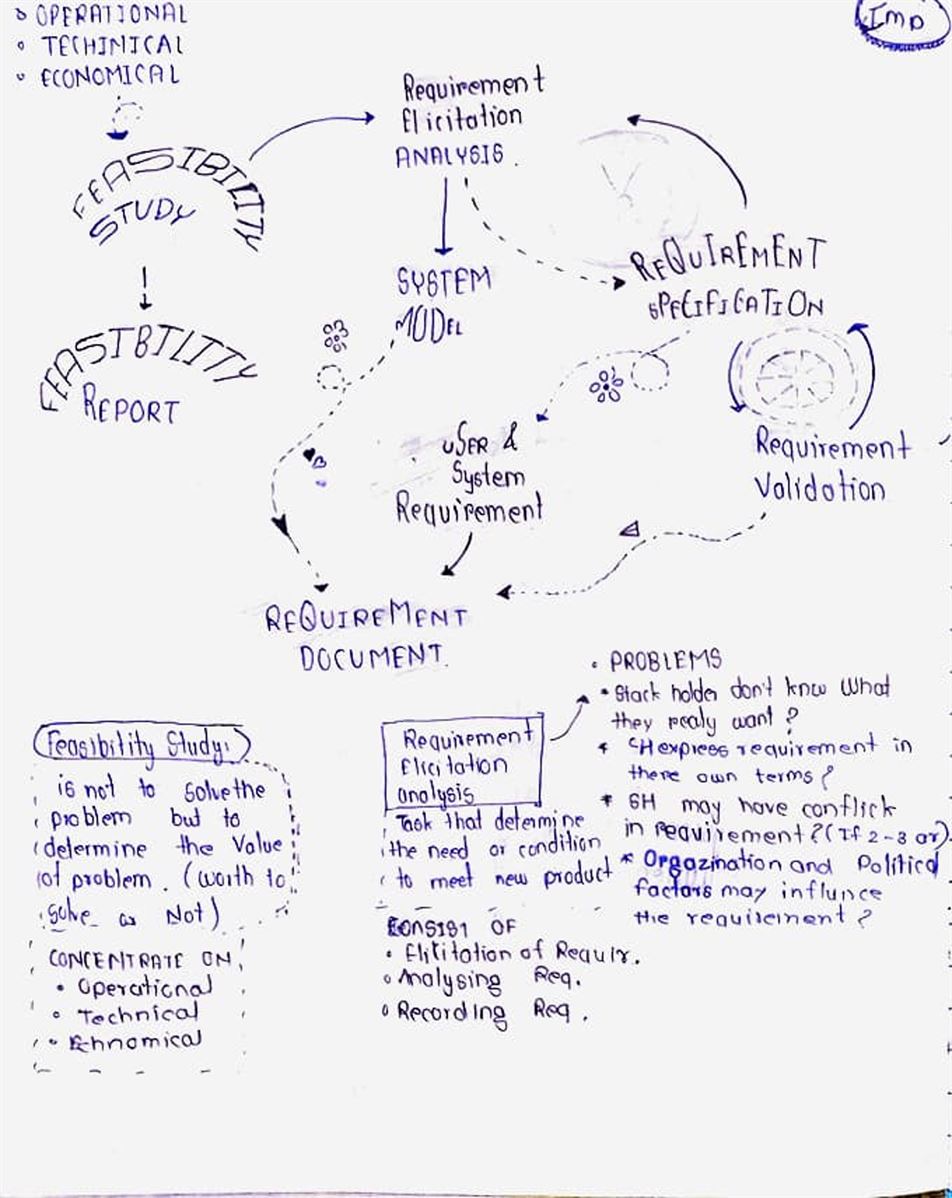 OPERATIONAL
TECHINICAL
ECONOMICAL
Imp
Requirement
Elicitation
ANALYSIS.
FEASIBILITY
STUDY
REQUIREMENT
SPECIFICATION
SYSTEM
MODEL
FEASIBILITY
REPORT
USER &
System
Requirement
Requirement
Validation
REQUIREMENT
DOCUMENT.
• PROBLEMS
* Stack holder don't know What
they realy want ?
* SH express requirement in
there own terms ?
* SH may have conflick
in requirement ? (If 2-3 ar).
* Orgazination and Political
factors may influnce
the requirement ?
Feasibility Study:
is not to solve the
problem but to
determine the Value
of problem. (worth to
solve or Not)
CONCENTRATE ON
• Operational
• Technical
• Echnomical
Requirement
Elicitation
analysis
Task that determine
the need or condition
to meet new product
CONSIST OF
• Elititation of Requir.
• Analysing Req.
• Recording Req.